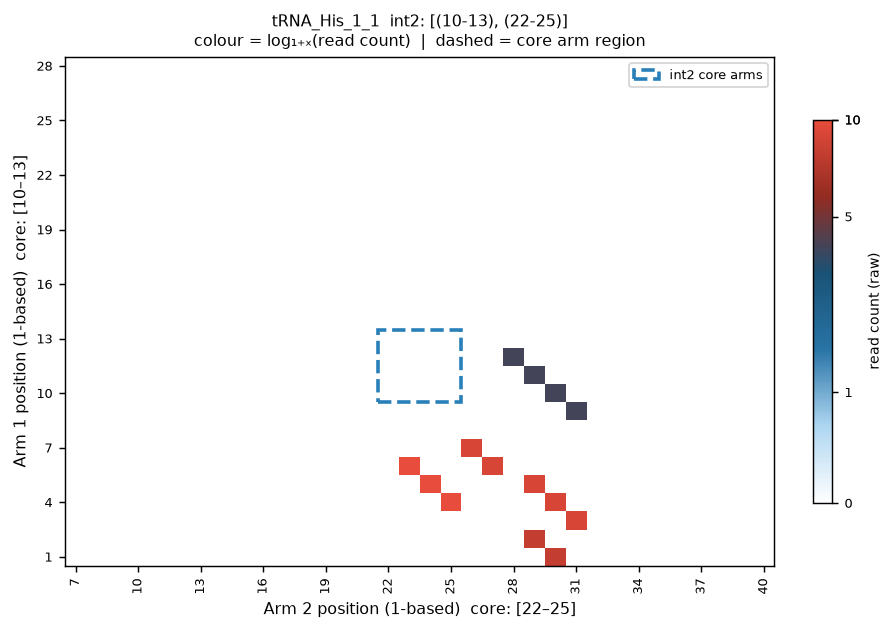 tRNA_His_1_1  int2: [(10-13), (22-25)]
colour = log₁₊ₓ(read count)  |  dashed = core arm region
int2 core arms
Arm 1 position (1-based)  core: [10–13]
28
25
22
19
16
13
10
7
4
1
7 10 13 16 19 22 25 28 31 34 37 40
Arm 2 position (1-based)  core: [22–25]
10
5
1
0
read count (raw)